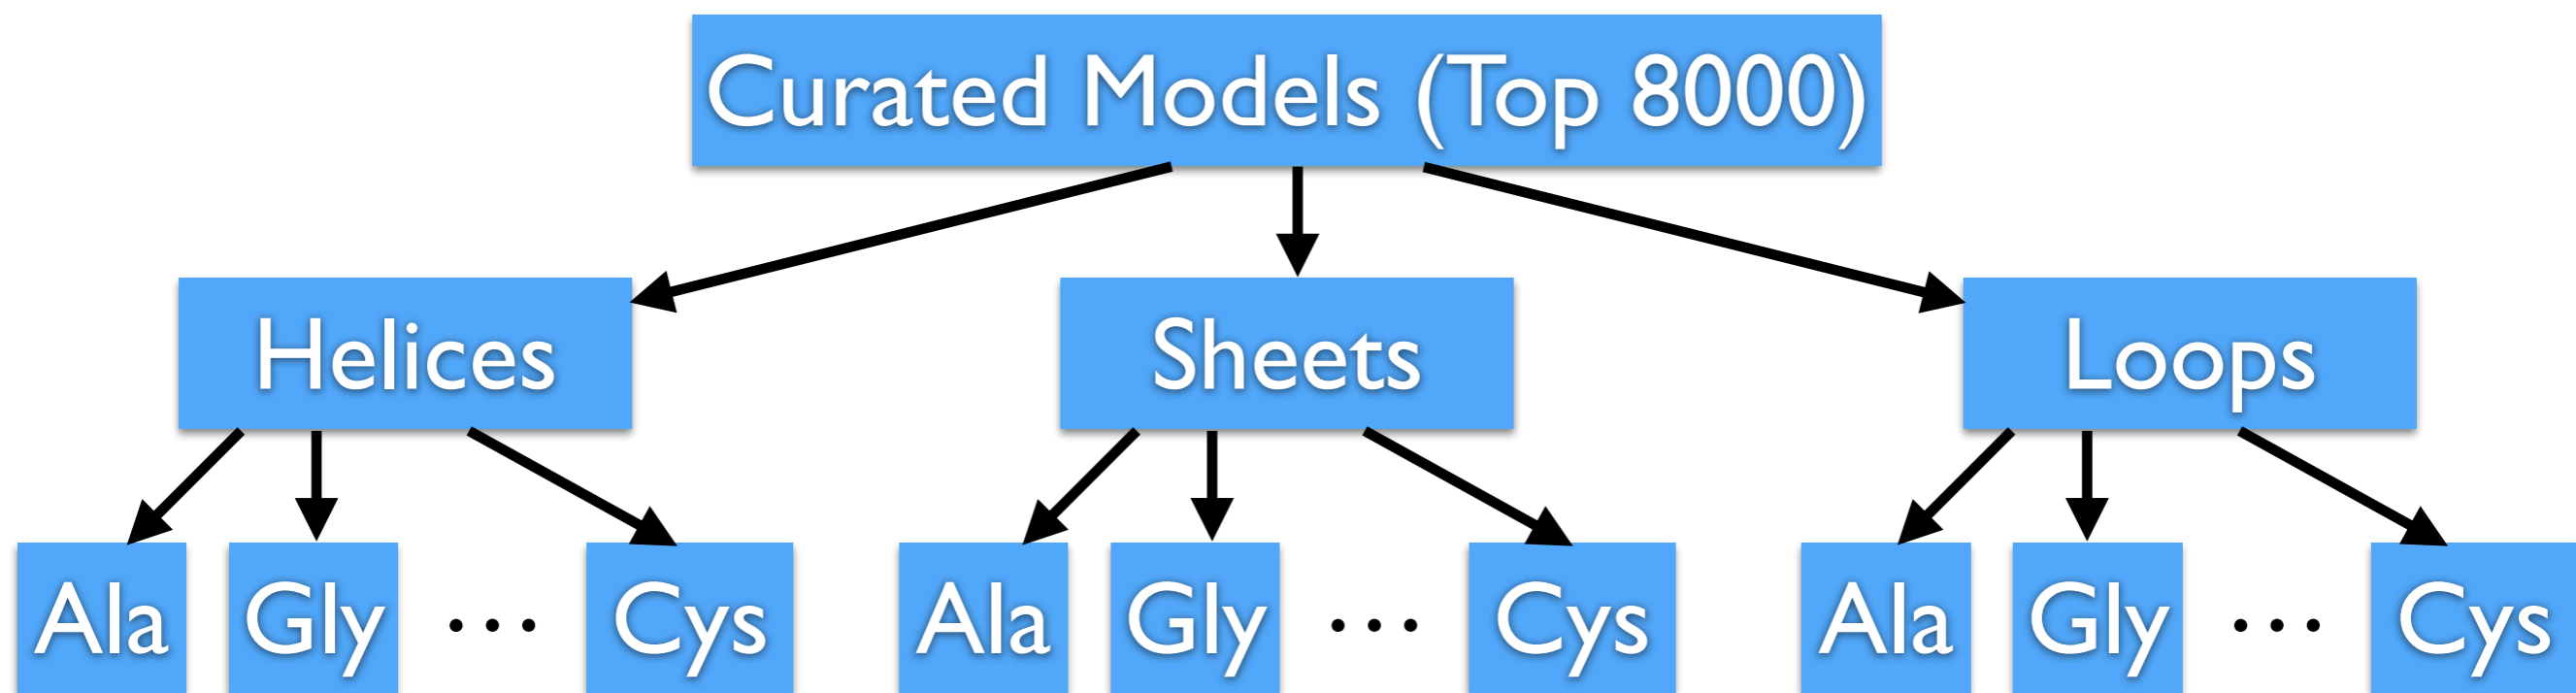 Curated Models (Top 8000)
Helices Sheets Loops
Ala Gly ... Cys Ala Gly ... Cys Ala Gly ... Cys